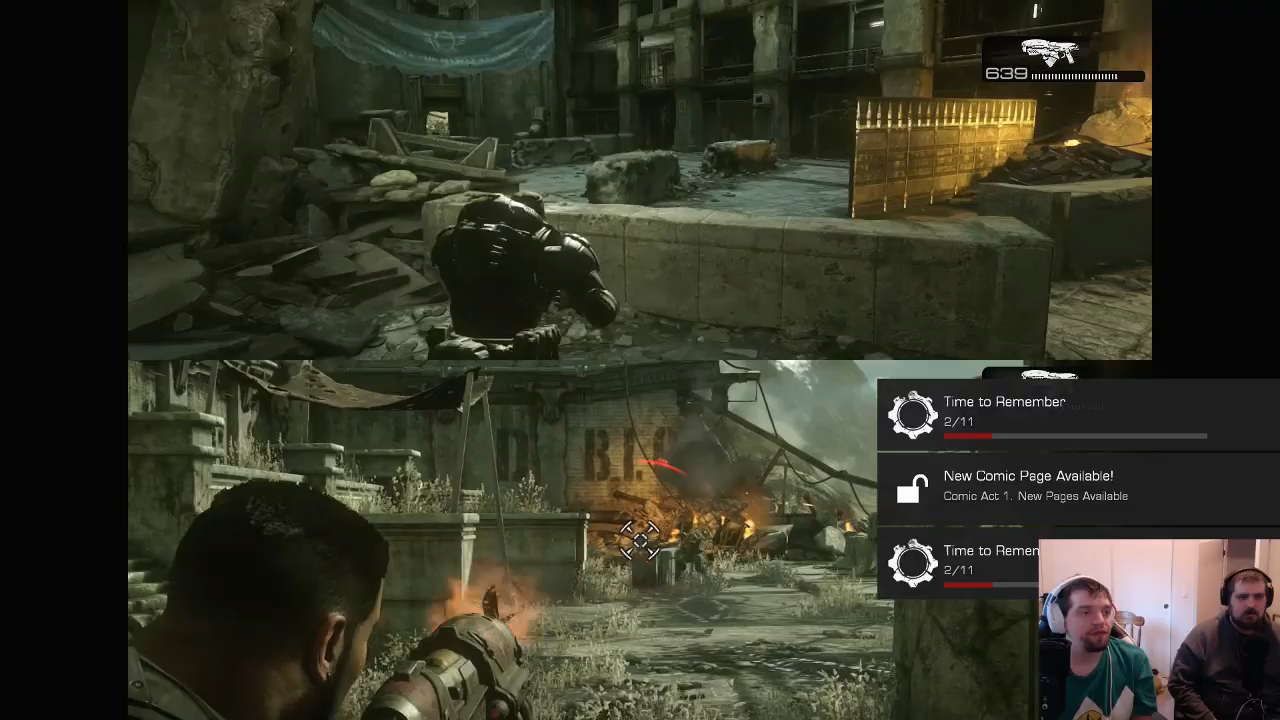 639
Time to Remember
2/11
New Comic Page Available!
Comic Act 1. New Pages Available
Time to Remen
2/11